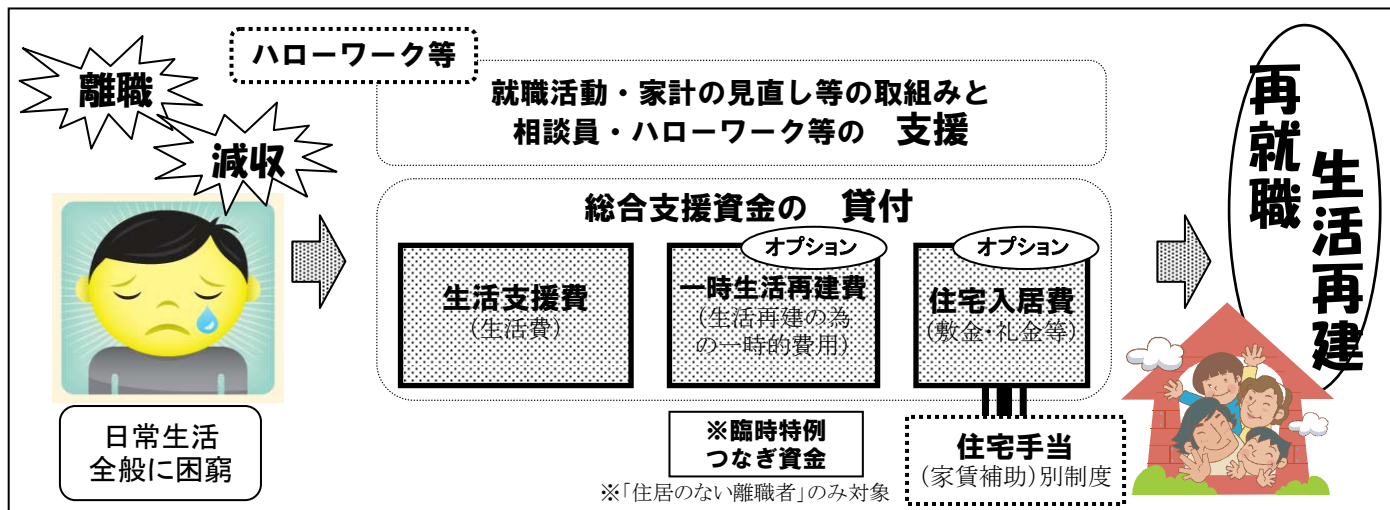 離職
減収
日常生活
全般に困窮
ハローワーク等
就職活動・家計の見直し等の取組みと
相談員・ハローワーク等の 支援
総合支援資金の 貸付
生活支援費
(生活費)
オプション
一時生活再建費
(生活再建の為
の一時的費用)
オプション
住宅入居費
(敷金・礼金等)
※臨時特例
つなぎ資金
※「住居のない離職者」のみ対象
住宅手当
(家賃補助)別制度
再就職
生活再建